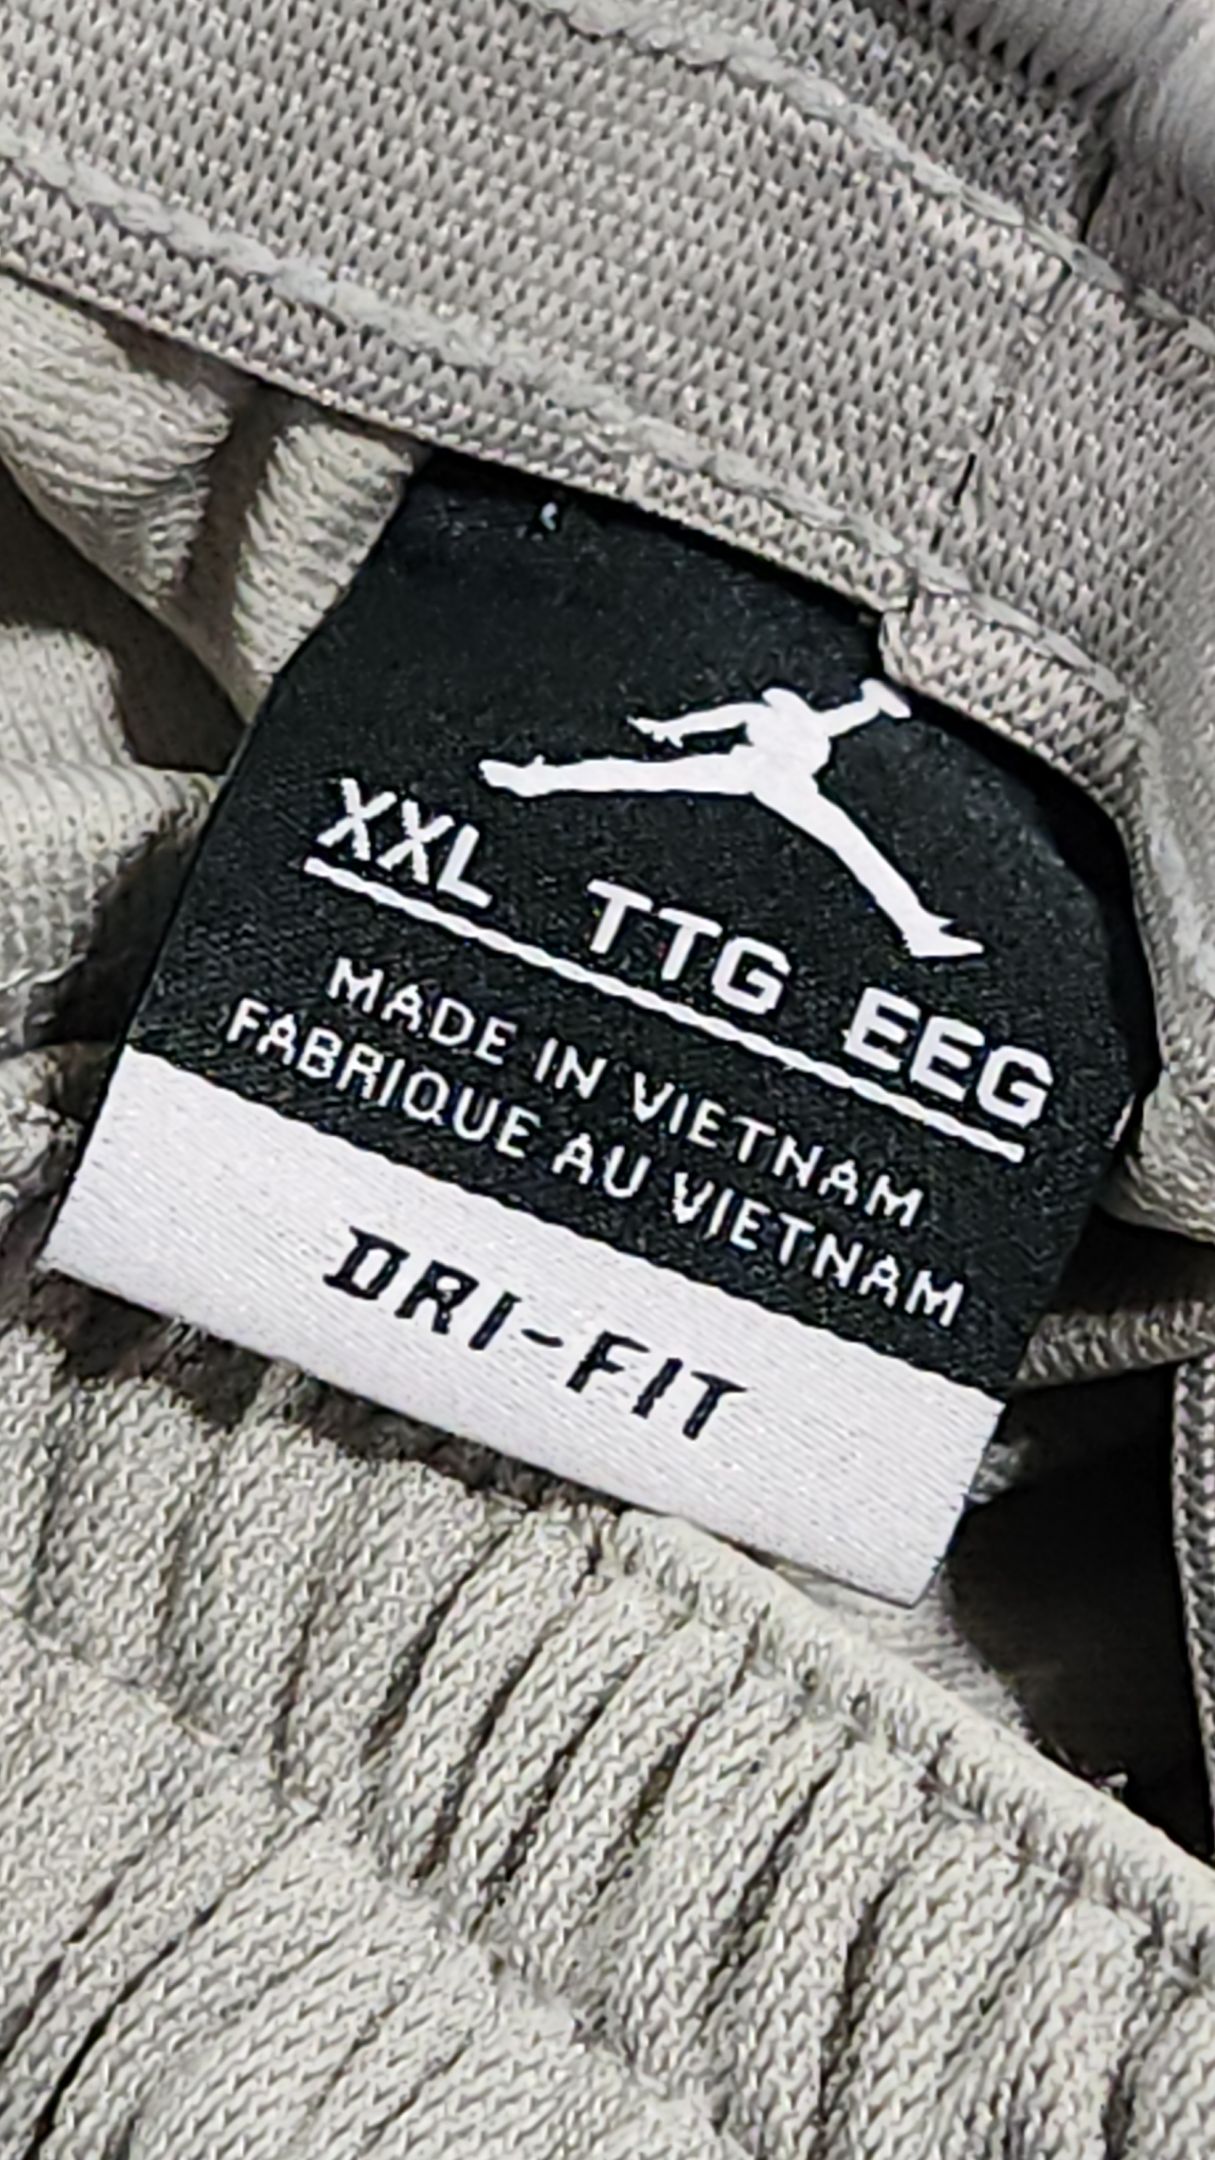 XXL TTG EEG
MADE IN VIETNAM
FABRIQUE AU VIETNAM
DRI-FIT